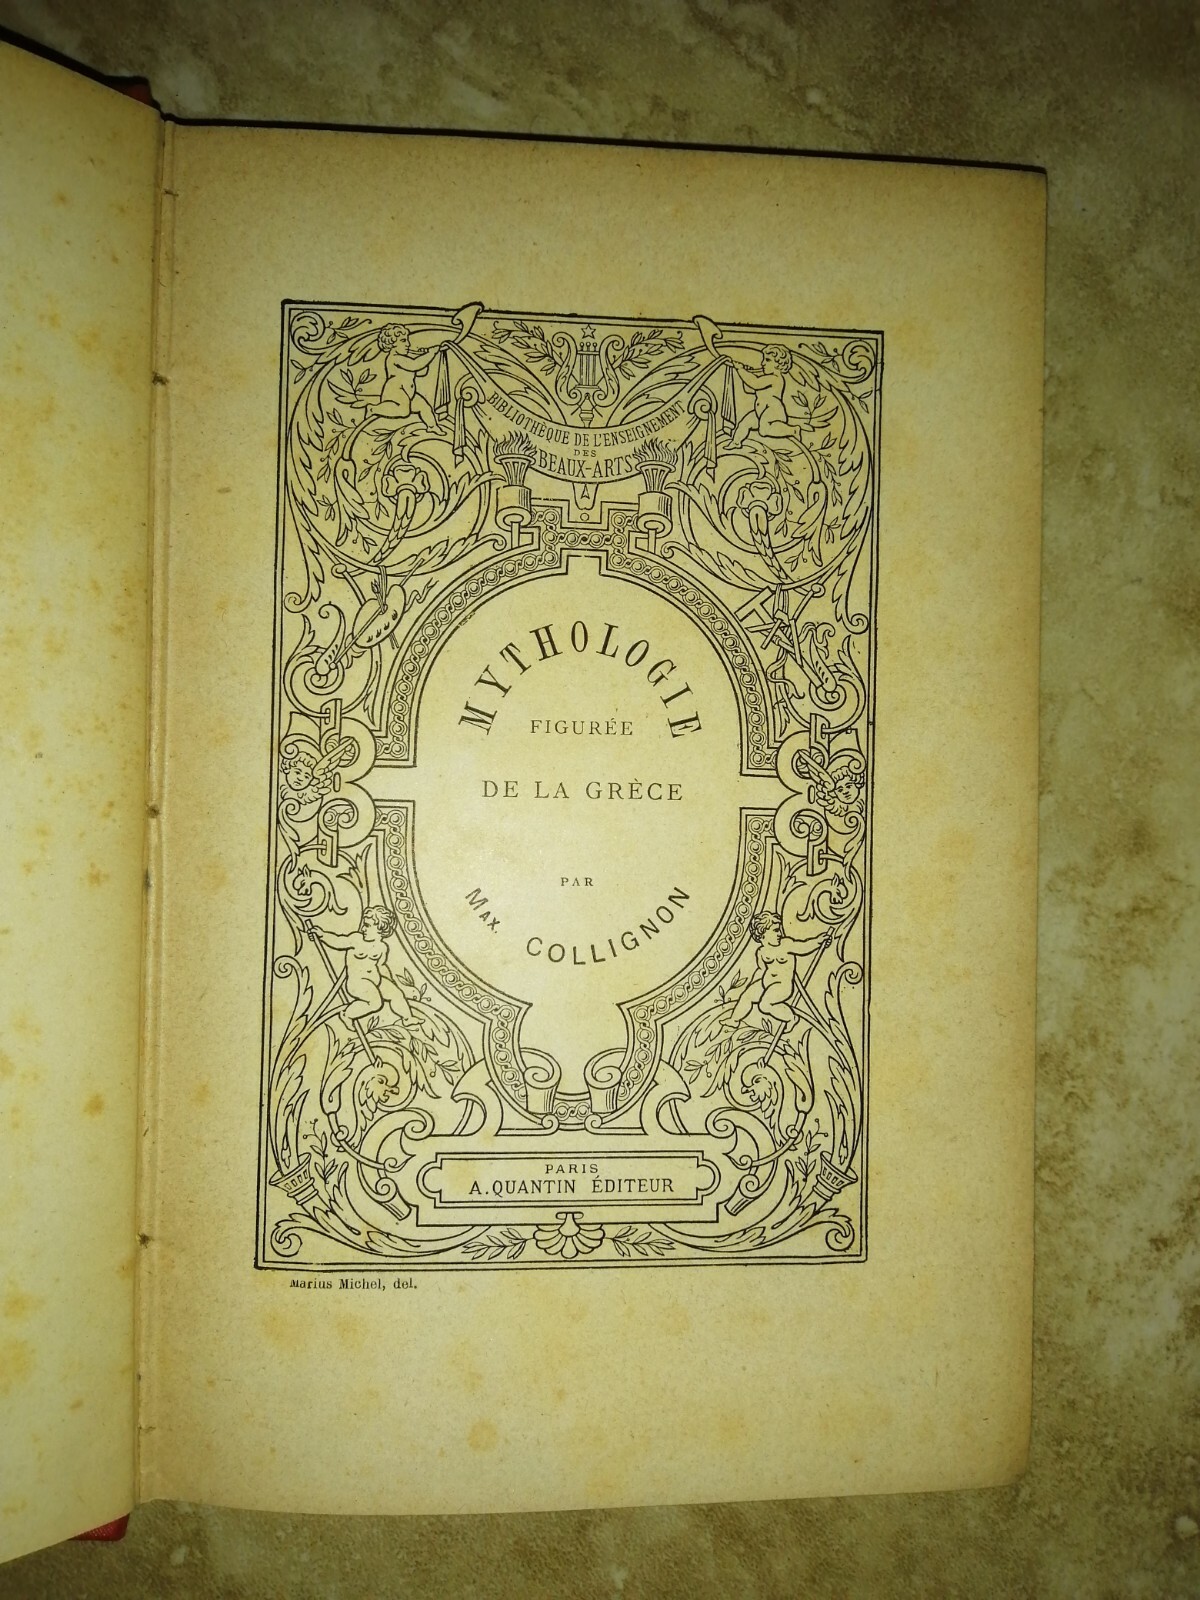 BIBLIOTHÈQUE DE L'ENSEIGNEMENT
DES
BEAUX-ARTS
MYTHOLOGIE
FIGURÉE
DE LA GRÈCE
PAR
MAX. COLLIGNON
PARIS
A. QUANTIN ÉDITEUR
Marius Michel, del.